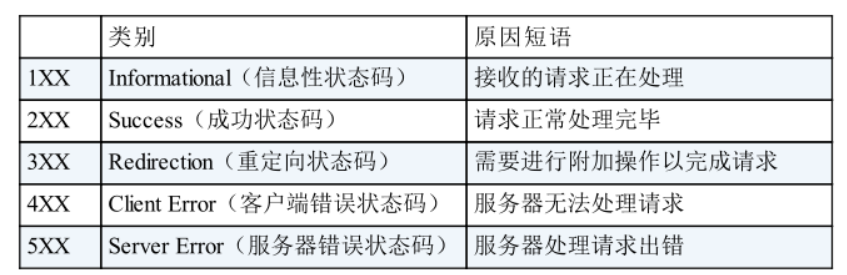 类别 原因短语
1XX Informational（信息性状态码） 接收的请求正在处理
2XX Success（成功状态码） 请求正常处理完毕
3XX Redirection（重定向状态码） 需要进行附加操作以完成请求
4XX Client Error（客户端错误状态码） 服务器无法处理请求
5XX Server Error（服务器错误状态码） 服务器处理请求出错